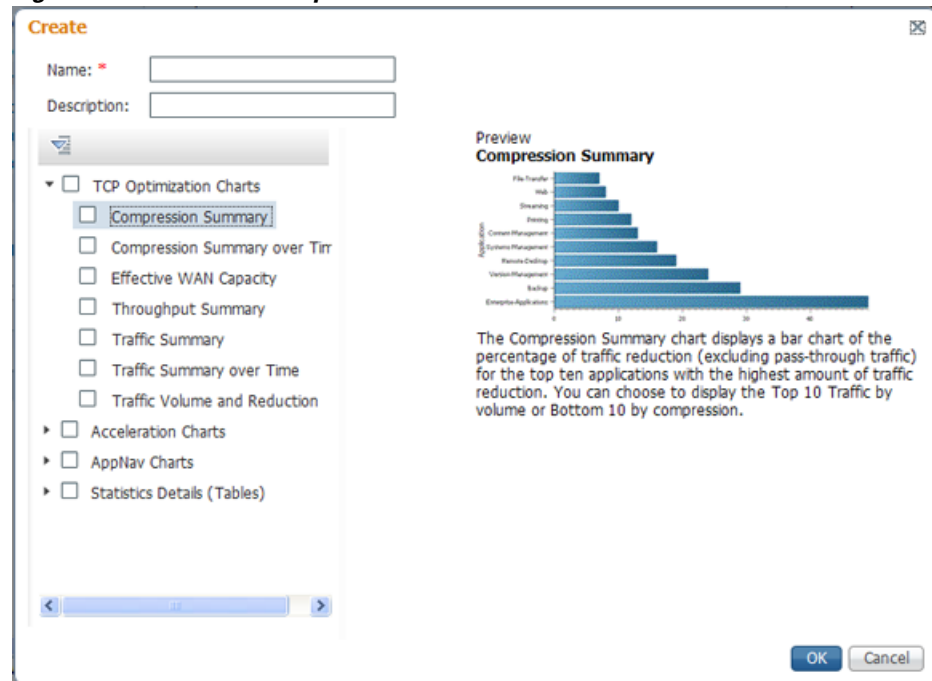 Create
Name: *
Description:
TCP Optimization Charts
Compression Summary
Compression Summary over Tim
Effective WAN Capacity
Throughput Summary
Traffic Summary
Traffic Summary over Time
Traffic Volume and Reduction
Acceleration Charts
AppNav Charts
Statistics Details (Tables)
Preview
Compression Summary
Application
File Transfer
Web
Streaming
Printing
Content Management
Systems Management
Remote Desktop
Version Management
Backup
Enterprise Applications
0 10 20 30 40
The Compression Summary chart displays a bar chart of the
percentage of traffic reduction (excluding pass-through traffic)
for the top ten applications with the highest amount of traffic
reduction. You can choose to display the Top 10 Traffic by
volume or Bottom 10 by compression.
OK Cancel